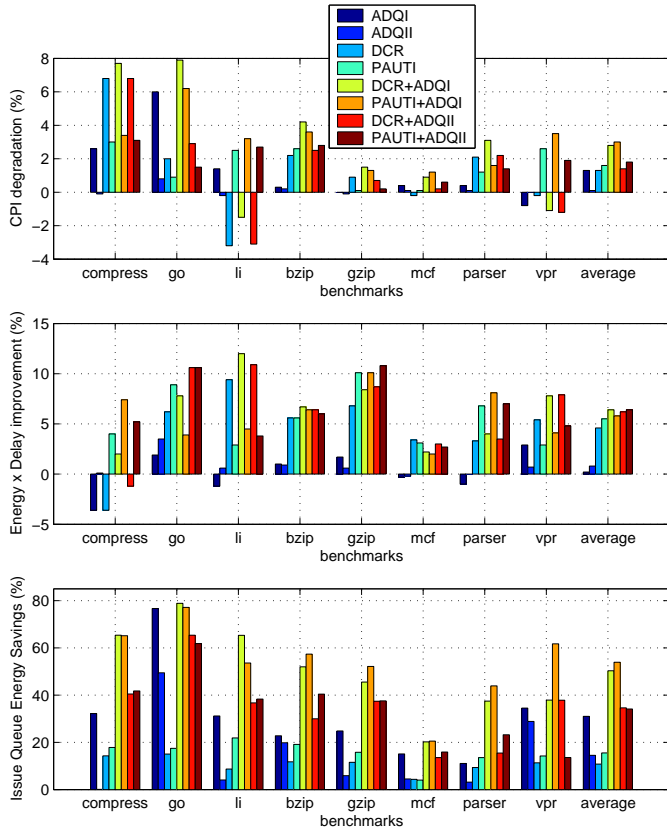 ADQI
ADQII
DCR
PAUTI
DCR+ADQI
PAUTI+ADQI
DCR+ADQII
PAUTI+ADQII
CPI degradation (%)
8
6
4
2
0
−2
−4
compress go li bzip gzip mcf parser vpr average
benchmarks
Energy x Delay improvement (%)
15
10
5
0
−5
compress go li bzip gzip mcf parser vpr average
benchmarks
Issue Queue Energy Savings (%)
80
60
40
20
0
compress go li bzip gzip mcf parser vpr average
benchmarks